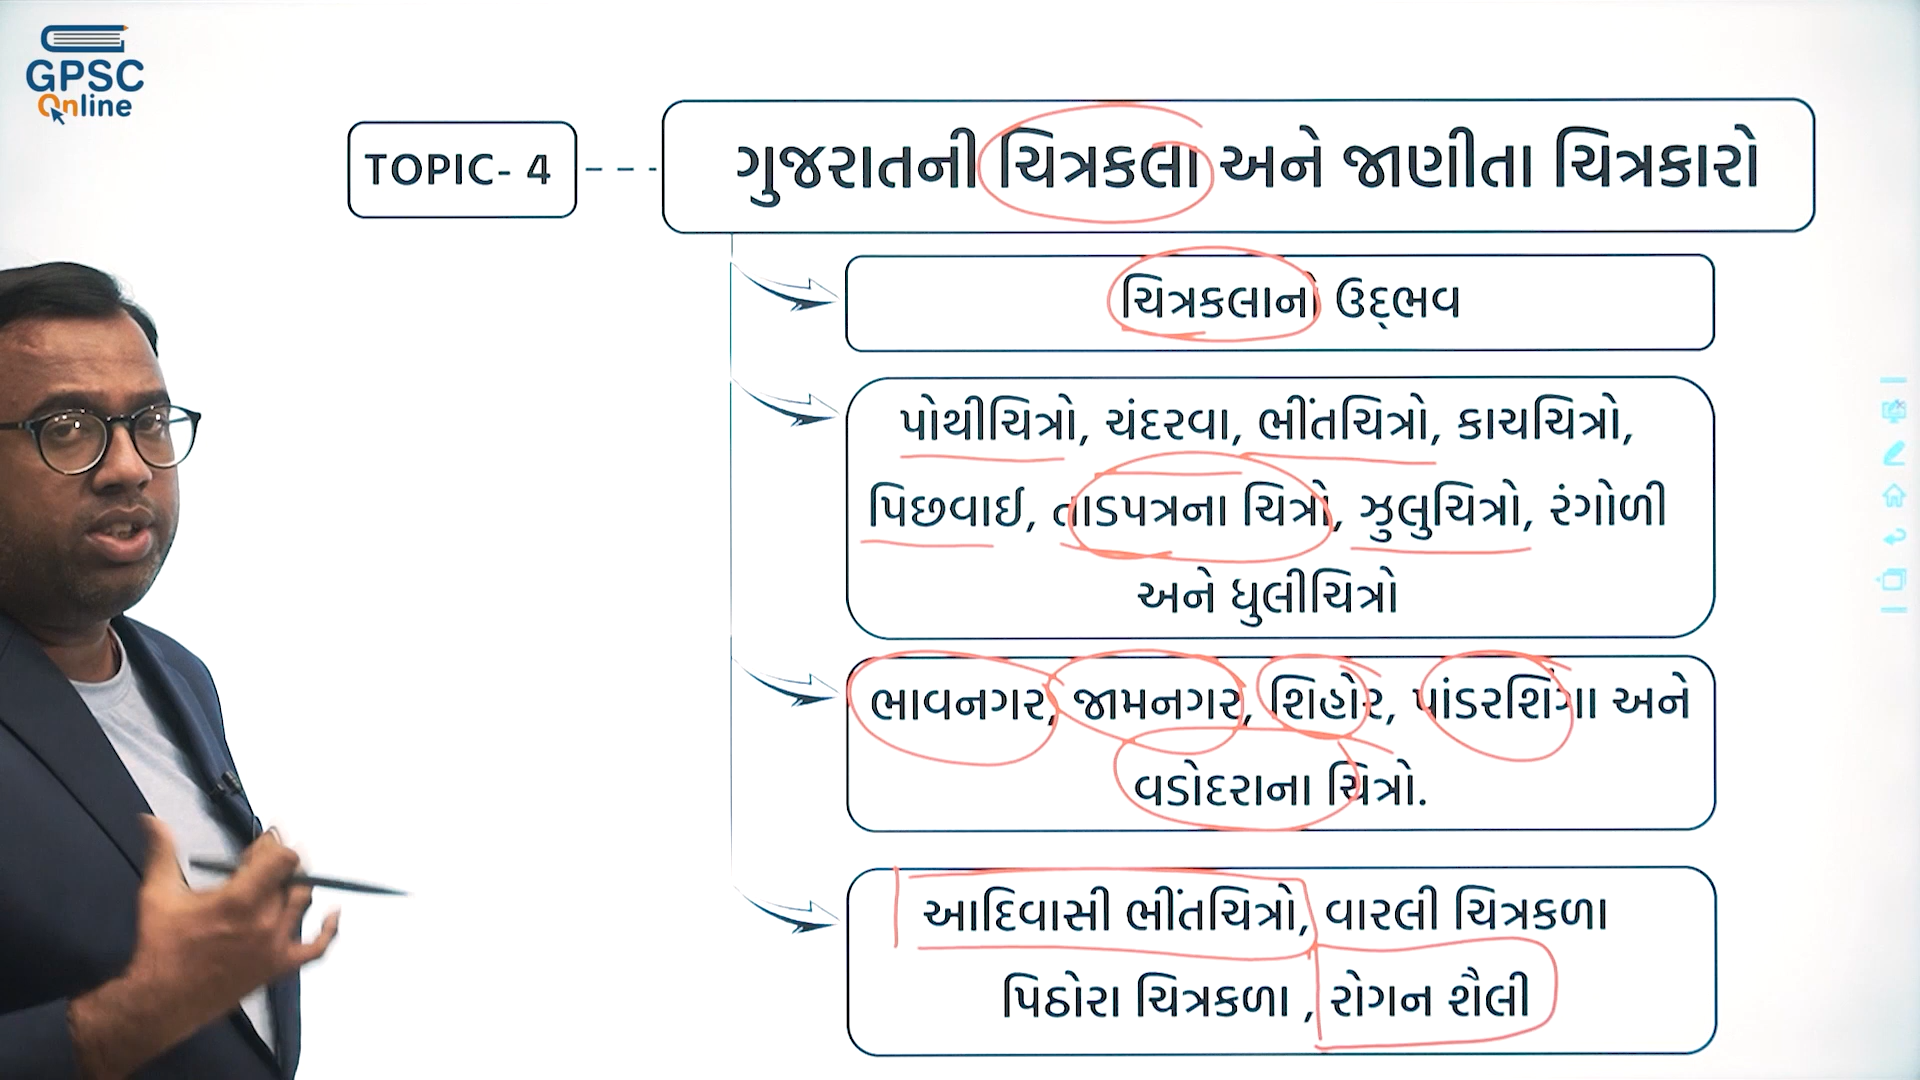 GPSC
Online
TOPIC- 4
ગુજરાતની ચિત્રકલા અને જાણીતા ચિત્રકારો
ચિત્રકલાનો ઉદ્ભવ
પોથીચિત્રો, ચંદરવા, ભીંતચિત્રો, કાચચિત્રો,
પિછવાઈ, તાડપત્રના ચિત્રો, ઝુલુચિત્રો, રંગોળી
અને ધુલીચિત્રો
ભાવનગર, જામનગર, શિહોર, પાંડરશિંગા અને
વડોદરાના ચિત્રો.
આદિવાસી ભીંતચિત્રો, વારલી ચિત્રકળા
પિઠોરા ચિત્રકળા , રોગન શૈલી